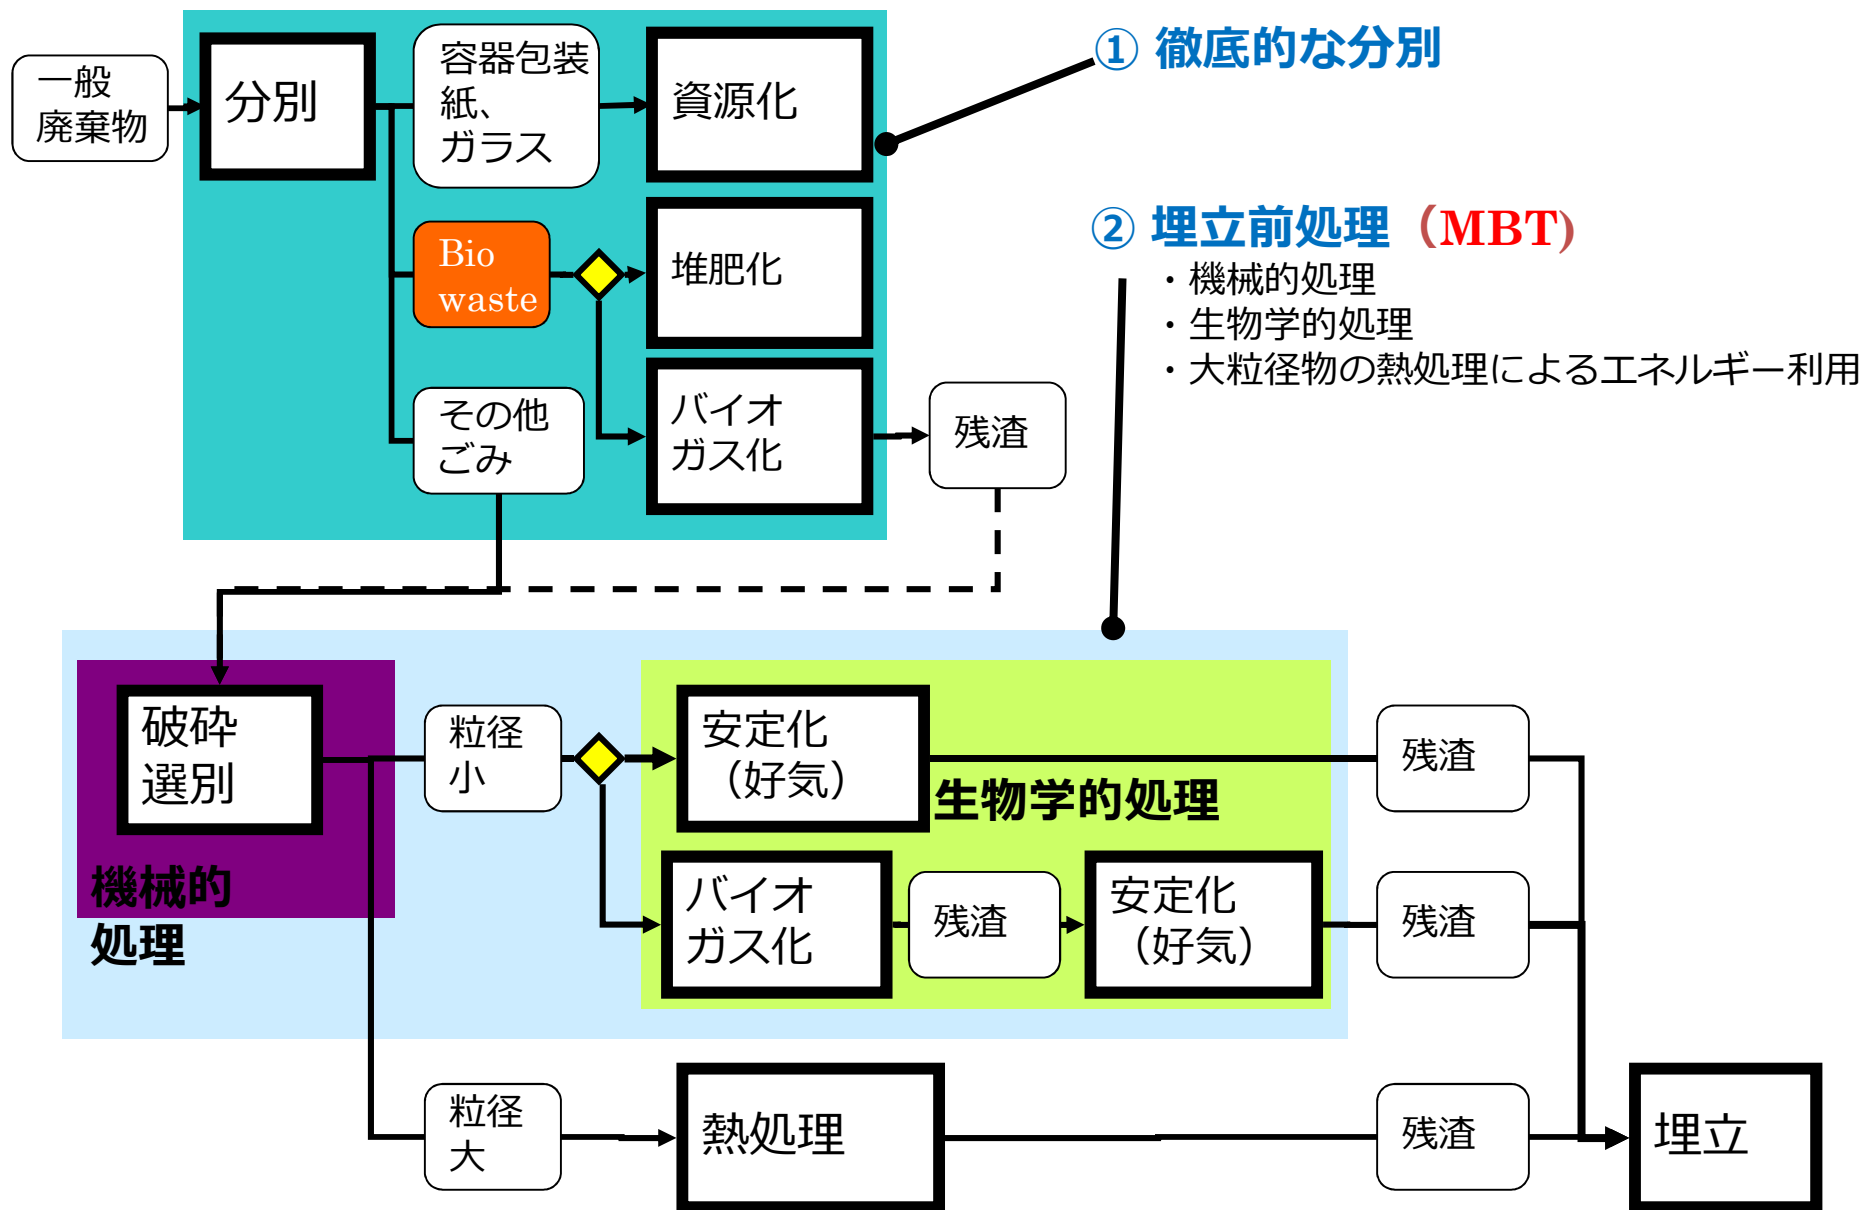 一般
廃棄物
分別
容器包装
紙、
ガラス
資源化
① 徹底的な分別
Bio
waste
堆肥化
② 埋立前処理（MBT)
・機械的処理
・生物学的処理
・大粒径物の熱処理によるエネルギー利用
その他
ごみ
バイオ
ガス化
残渣
破砕
選別
機械的
処理
粒径
小
安定化
（好気）
生物学的処理
残渣
バイオ
ガス化
残渣
安定化
（好気）
残渣
粒径
大
熱処理
残渣
埋立